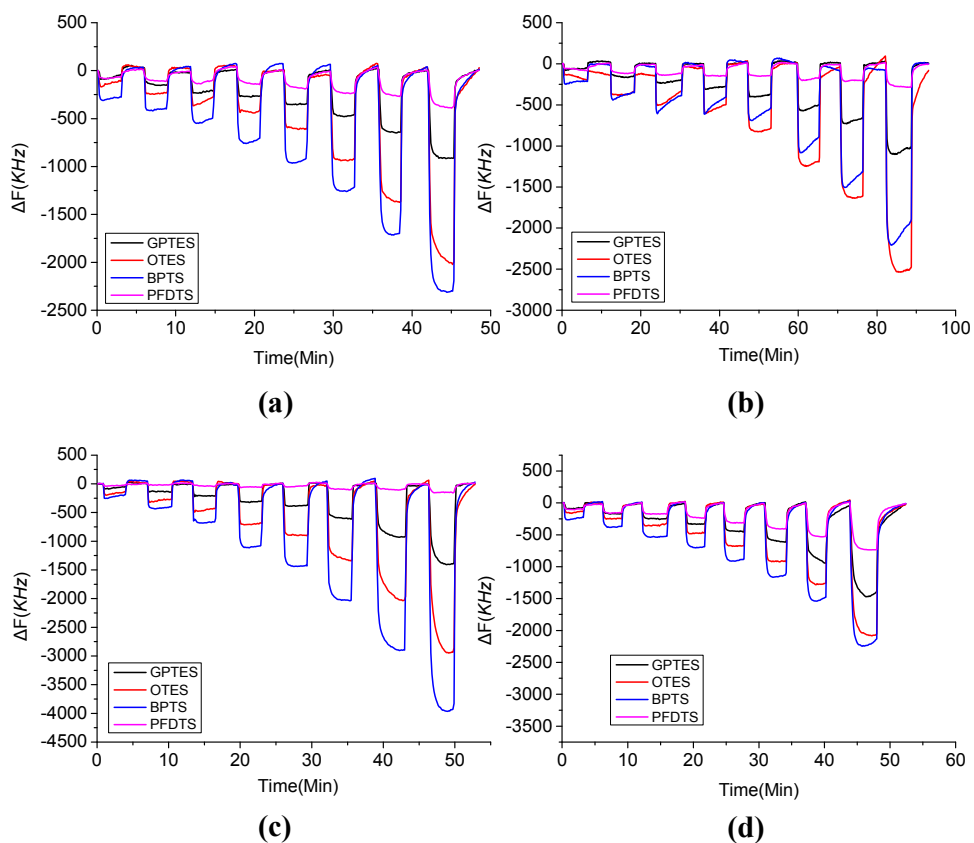 500
0
-500
-1000
-1500
-2000
-2500
ΔF(KHz)
GPTES
OTES
BPTS
PFDTS
0 10 20 30 40 50
Time(Min)
(a)
500
0
-500
-1000
-1500
-2000
-2500
-3000
ΔF(KHz)
GPTES
OTES
BPTS
PFDTS
0 20 40 60 80 100
Time(Min)
(b)
500
0
-500
-1000
-1500
-2000
-2500
-3000
-3500
-4000
-4500
ΔF(KHz)
GPTES
OTES
BPTS
PFDTS
0 10 20 30 40 50
Time(Min)
(c)
500
0
-500
-1000
-1500
-2000
-2500
-3000
-3500
ΔF(KHz)
GPTES
OTES
BPTS
PFDTS
0 10 20 30 40 50 60
Time(Min)
(d)